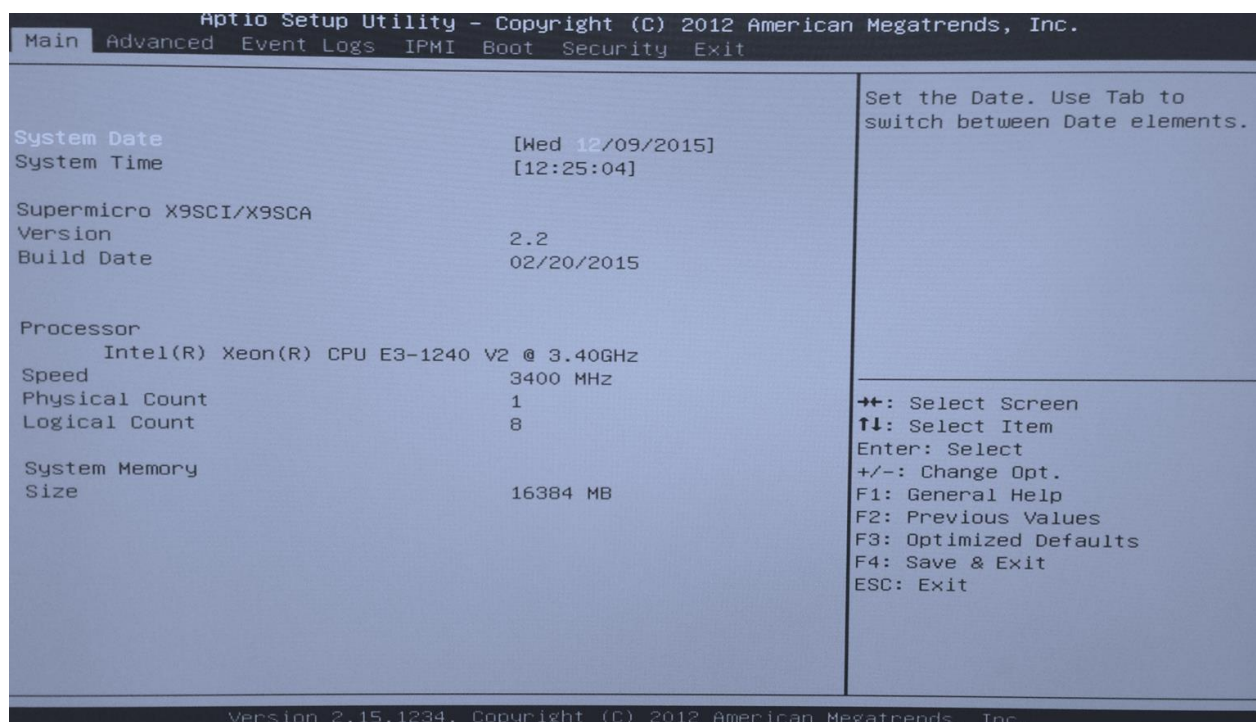 Aptio Setup Utility – Copyright (C) 2012 American Megatrends, Inc.
Main Advanced Event Logs IPMI Boot Security Exit
System Date [Wed 12/09/2015]
System Time [12:25:04]
Supermicro X9SCI/X9SCA
Version 2.2
Build Date 02/20/2015
Processor
Intel(R) Xeon(R) CPU E3-1240 V2 @ 3.40GHz
Speed 3400 MHz
Physical Count 1
Logical Count 8
System Memory
Size 16384 MB
Set the Date. Use Tab to
switch between Date elements.
→←: Select Screen
↑↓: Select Item
Enter: Select
+/-: Change Opt.
F1: General Help
F2: Previous Values
F3: Optimized Defaults
F4: Save & Exit
ESC: Exit
Version 2.15.1234. Copyright (C) 2012 American Megatrends, Inc.